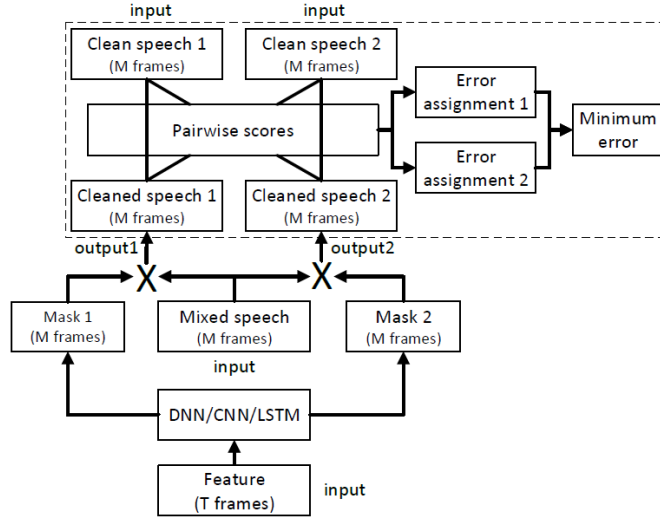 input
input
Clean speech 1
(M frames)
Clean speech 2
(M frames)
Error
assignment 1
Pairwise scores
Minimum
error
Error
assignment 2
Cleaned speech 1
(M frames)
Cleaned speech 2
(M frames)
output1
output2
X
X
Mask 1
(M frames)
Mixed speech
(M frames)
Mask 2
(M frames)
input
DNN/CNN/LSTM
Feature
(T frames)
input